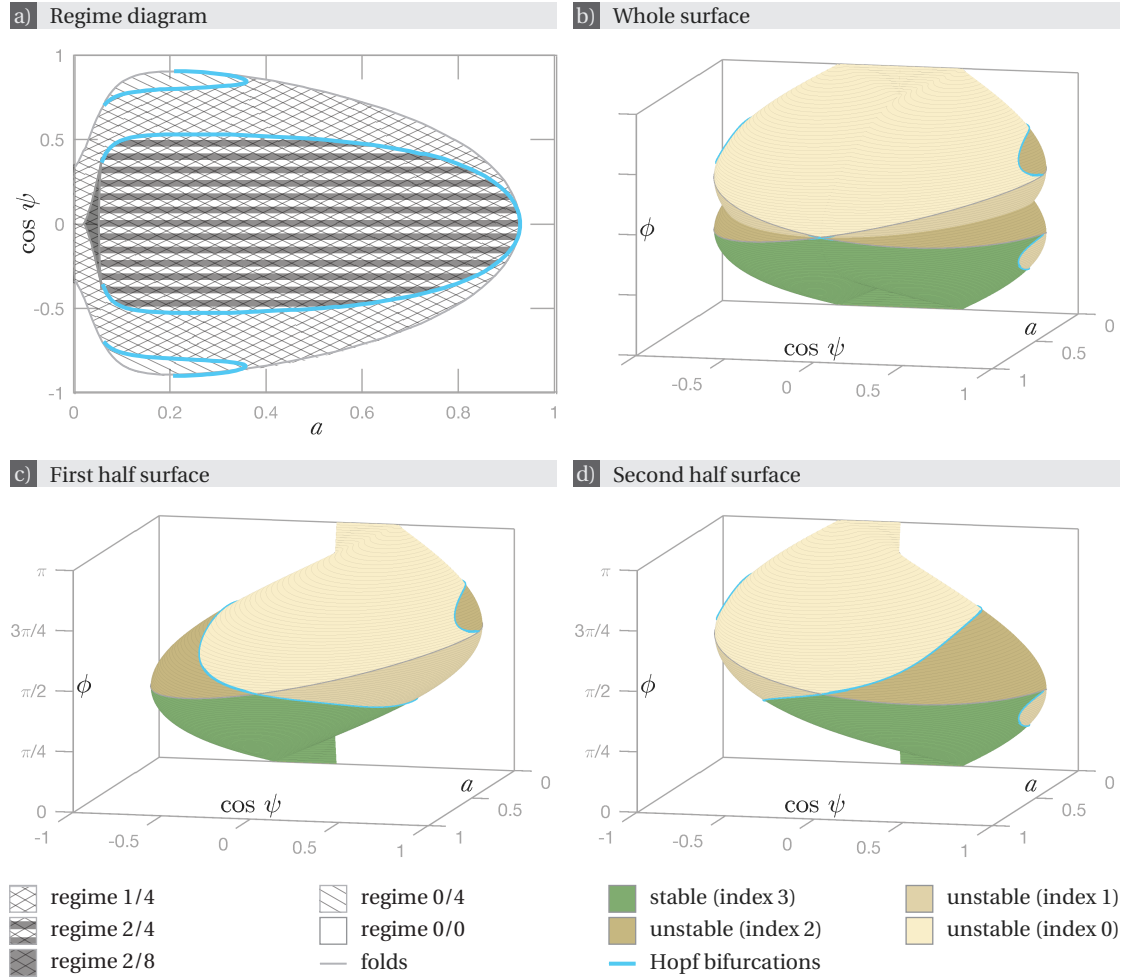 a) Regime diagram
b) Whole surface
1
0.5
0
-0.5
-1
cos ψ
0
0.2
0.4
0.6
0.8
1
a
ϕ
cos ψ
a
-0.5
0
0.5
1
1
0.5
0
c) First half surface
d) Second half surface
π
3π/4
π/2
π/4
0
ϕ
cos ψ
a
-1
-0.5
0
0.5
1
1
0.5
0
π
3π/4
π/2
π/4
0
ϕ
cos ψ
a
-1
-0.5
0
0.5
1
1
0.5
0
regime 1/4
regime 2/4
regime 2/8
regime 0/4
regime 0/0
folds
stable (index 3)
unstable (index 2)
Hopf bifurcations
unstable (index 1)
unstable (index 0)